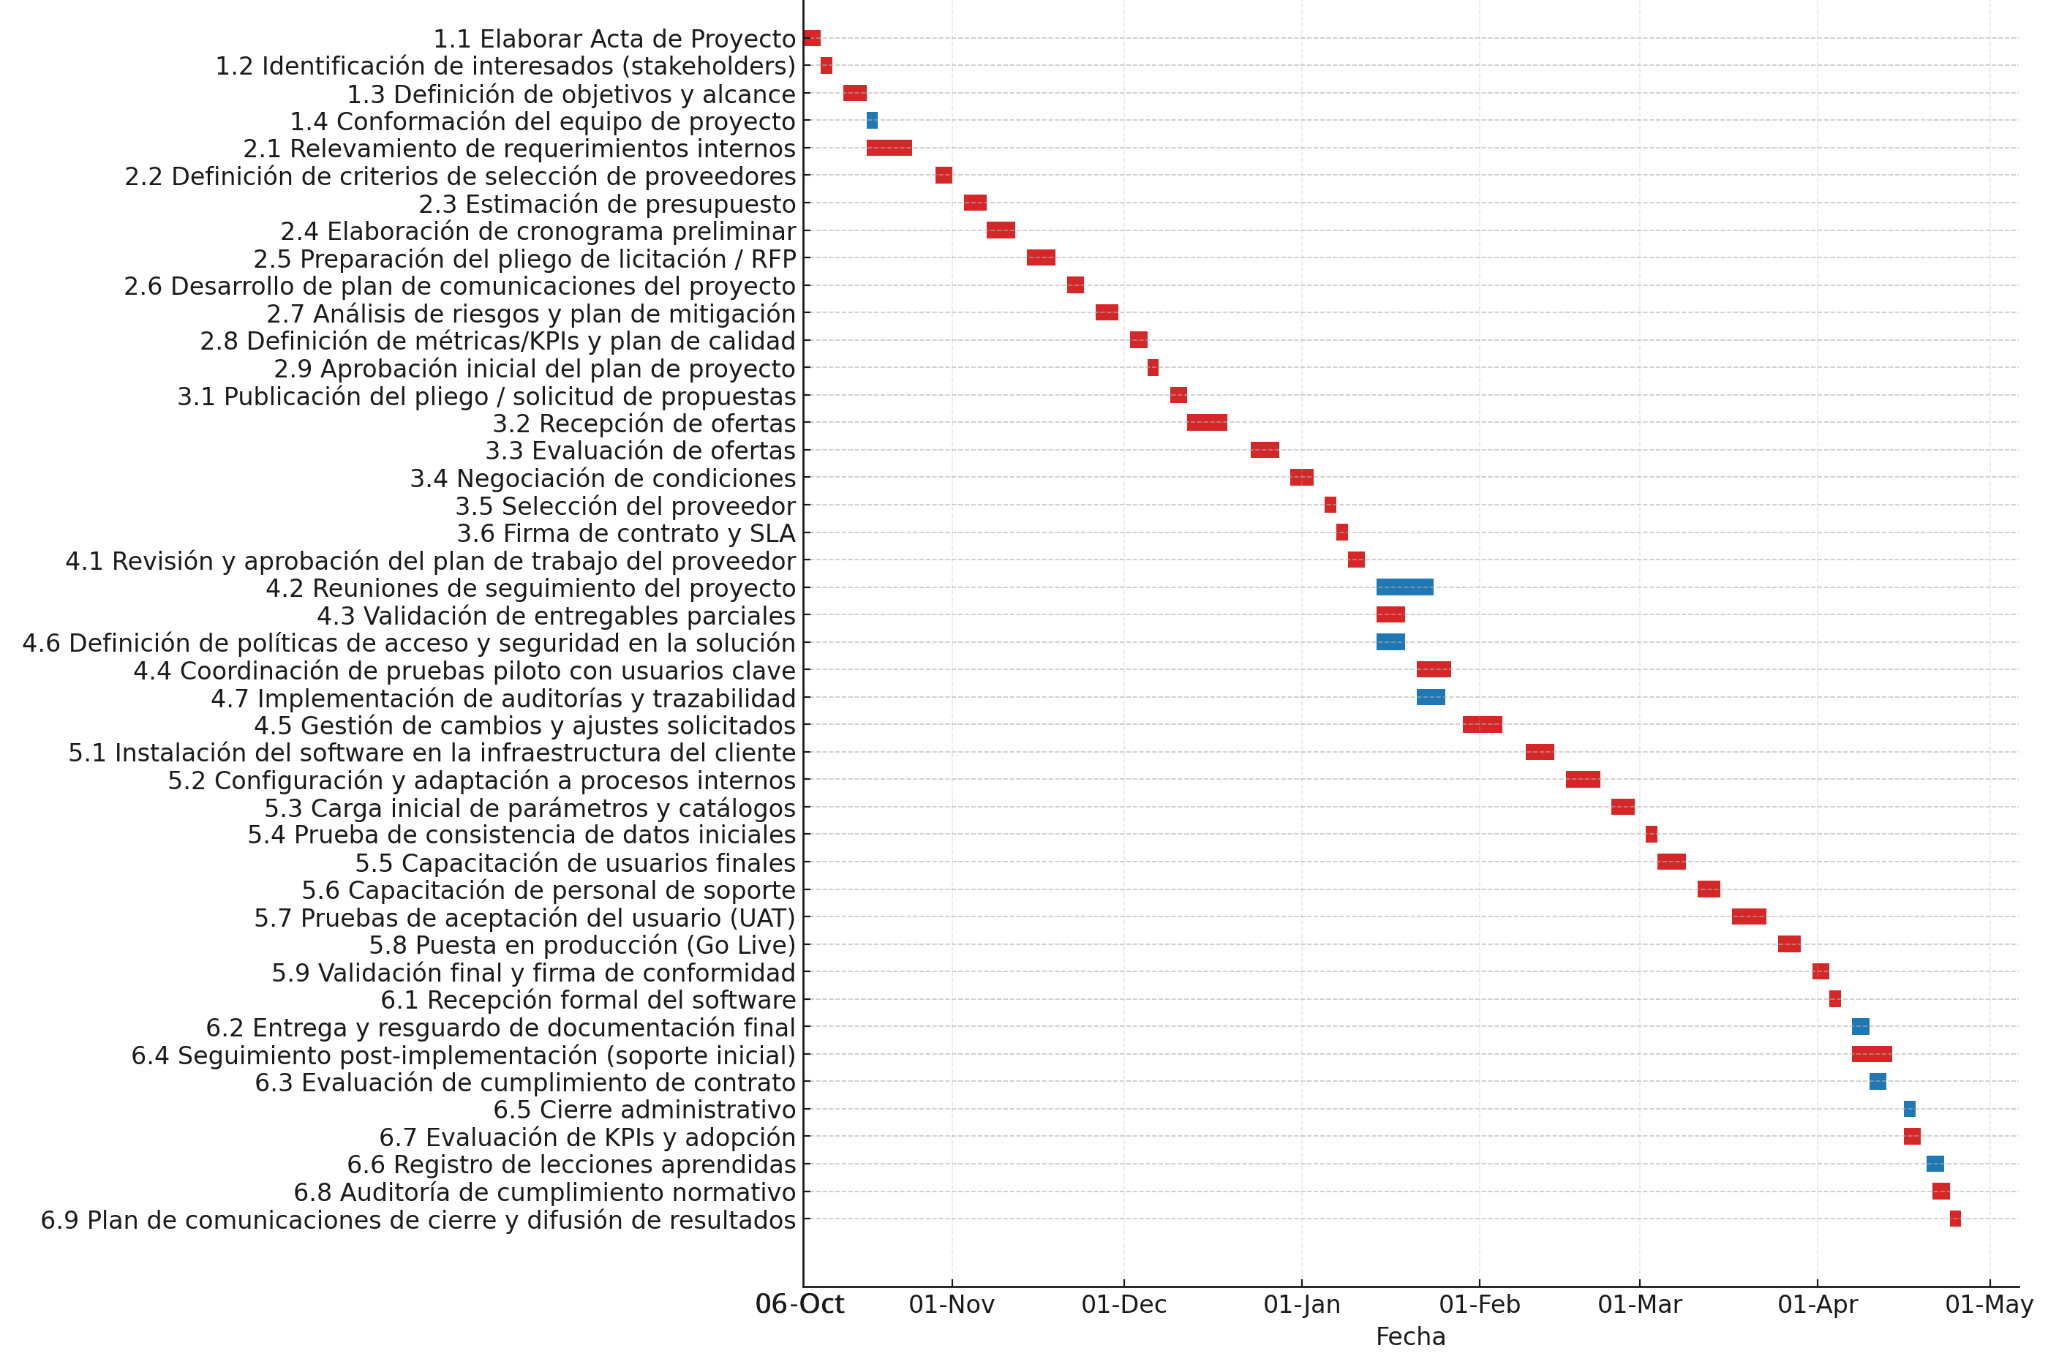 1.1 Elaborar Acta de Proyecto
1.2 Identificación de interesados (stakeholders)
1.3 Definición de objetivos y alcance
1.4 Conformación del equipo de proyecto
2.1 Relevamiento de requerimientos internos
2.2 Definición de criterios de selección de proveedores
2.3 Estimación de presupuesto
2.4 Elaboración de cronograma preliminar
2.5 Preparación del pliego de licitación / RFP
2.6 Desarrollo de plan de comunicaciones del proyecto
2.7 Análisis de riesgos y plan de mitigación
2.8 Definición de métricas/KPIs y plan de calidad
2.9 Aprobación inicial del plan de proyecto
3.1 Publicación del pliego / solicitud de propuestas
3.2 Recepción de ofertas
3.3 Evaluación de ofertas
3.4 Negociación de condiciones
3.5 Selección del proveedor
3.6 Firma de contrato y SLA
4.1 Revisión y aprobación del plan de trabajo del proveedor
4.2 Reuniones de seguimiento del proyecto
4.3 Validación de entregables parciales
4.6 Definición de políticas de acceso y seguridad en la solución
4.4 Coordinación de pruebas piloto con usuarios clave
4.7 Implementación de auditorías y trazabilidad
4.5 Gestión de cambios y ajustes solicitados
5.1 Instalación del software en la infraestructura del cliente
5.2 Configuración y adaptación a procesos internos
5.3 Carga inicial de parámetros y catálogos
5.4 Prueba de consistencia de datos iniciales
5.5 Capacitación de usuarios finales
5.6 Capacitación de personal de soporte
5.7 Pruebas de aceptación del usuario (UAT)
5.8 Puesta en producción (Go Live)
5.9 Validación final y firma de conformidad
6.1 Recepción formal del software
6.2 Entrega y resguardo de documentación final
6.4 Seguimiento post-implementación (soporte inicial)
6.3 Evaluación de cumplimiento de contrato
6.5 Cierre administrativo
6.7 Evaluación de KPIs y adopción
6.6 Registro de lecciones aprendidas
6.8 Auditoría de cumplimiento normativo
6.9 Plan de comunicaciones de cierre y difusión de resultados
06-Oct 01-Nov 01-Dec 01-Jan 01-Feb 01-Mar 01-Apr 01-May
Fecha